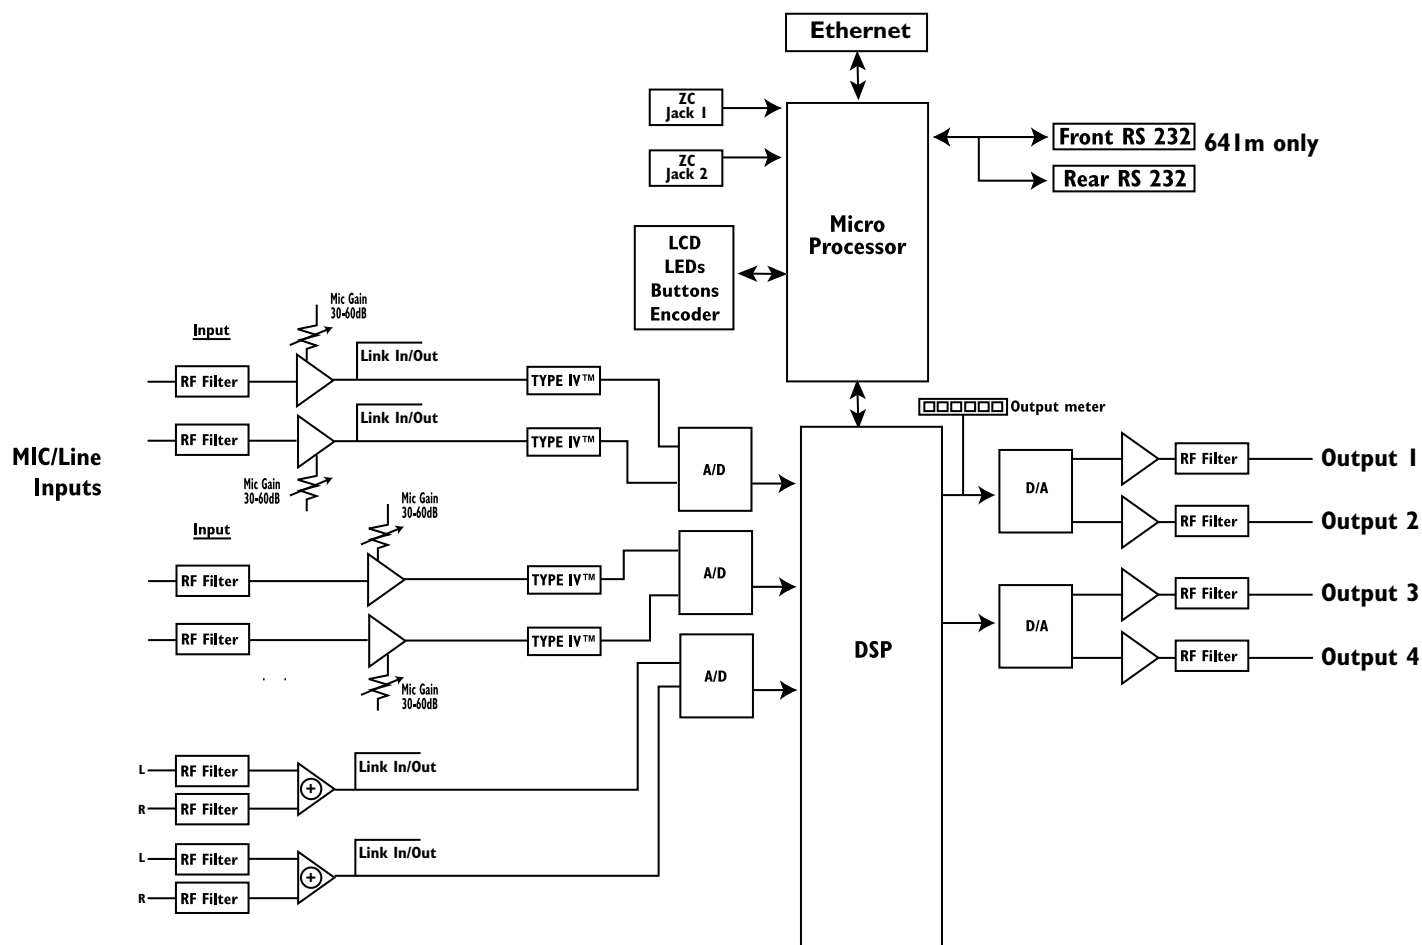 Ethernet
ZC
Jack 1
ZC
Jack 2
Front RS 232
641m only
Rear RS 232
Micro
Processor
LCD
LEDs
Buttons
Encoder
Mic Gain
30-60dB
Input
Link In/Out
RF Filter
TYPE IV™
Link In/Out
RF Filter
TYPE IV™
MIC/Line
Inputs
Mic Gain
30-60dB
A/D
Output meter
D/A
RF Filter
Output 1
RF Filter
Output 2
Input
Mic Gain
30-60dB
RF Filter
TYPE IV™
A/D
RF Filter
TYPE IV™
Mic Gain
30-60dB
A/D
DSP
D/A
RF Filter
Output 3
RF Filter
Output 4
L
RF Filter
Link In/Out
R
RF Filter
L
RF Filter
Link In/Out
R
RF Filter